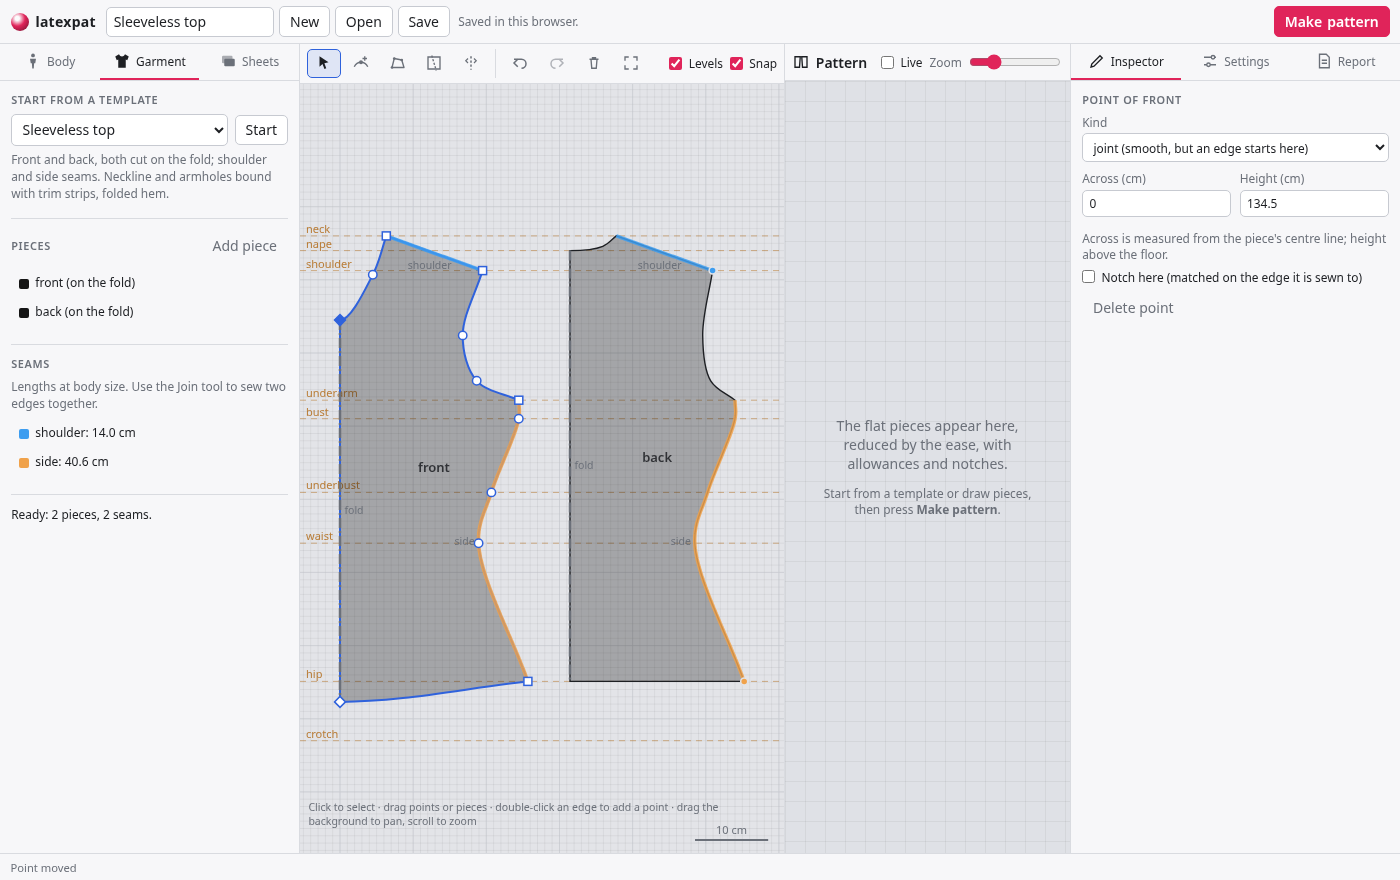 latexpat
Sleeveless top
New
Open
Save
Saved in this browser.
Make pattern
Body
Garment
Sheets
Levels
Snap
Pattern
Live
Zoom
Inspector
Settings
Report
START FROM A TEMPLATE
Sleeveless top
Start
Front and back, both cut on the fold; shoulder
and side seams. Neckline and armholes bound
with trim strips, folded hem.
PIECES
Add piece
front (on the fold)
back (on the fold)
SEAMS
Lengths at body size. Use the Join tool to sew two
edges together.
shoulder: 14.0 cm
side: 40.6 cm
Ready: 2 pieces, 2 seams.
neck
nape
shoulder
shoulder
shoulder
underarm
bust
front
back
fold
underbust
fold
waist
side
side
hip
crotch
Click to select · drag points or pieces · double-click an edge to add a point · drag the
background to pan, scroll to zoom
10 cm
The flat pieces appear here,
reduced by the ease, with
allowances and notches.
Start from a template or draw pieces,
then press Make pattern.
POINT OF FRONT
Kind
joint (smooth, but an edge starts here)
Across (cm)
Height (cm)
0
134.5
Across is measured from the piece's centre line; height
above the floor.
Notch here (matched on the edge it is sewn to)
Delete point
Point moved